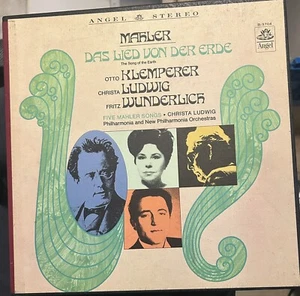 ANGEL STEREO
Angel
MAHLER
DAS LIED VON DER ERDE
The Song of the Earth
OTTO KLEMPERER
CHRISTA LUDWIG
FRITZ WUNDERLICH
FIVE MAHLER SONGS • CHRISTA LUDWIG
Philharmonia and New Philharmonia Orchestras